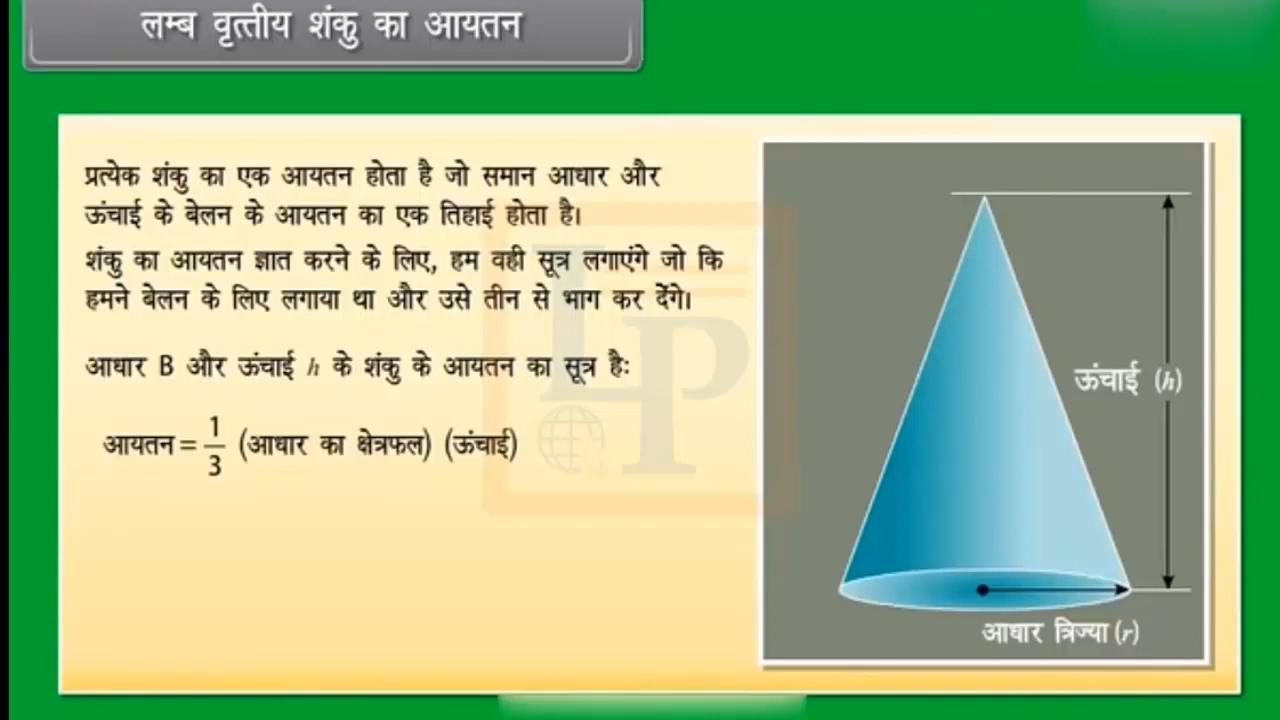 लम्ब वृत्तीय शंकु का आयतन
प्रत्येक शंकु का एक आयतन होता है जो समान आधार और
ऊंचाई के बेलन के आयतन का एक तिहाई होता है।
शंकु का आयतन ज्ञात करने के लिए, हम वही सूत्र लगाएंगे जो कि
हमने बेलन के लिए लगाया था और उसे तीन से भाग कर देंगे।
आधार B और ऊंचाई h के शंकु के आयतन का सूत्र है:
आयतन = 1/3 (आधार का क्षेत्रफल) (ऊंचाई)
ऊंचाई (h)
आधार त्रिज्या (r)
LP